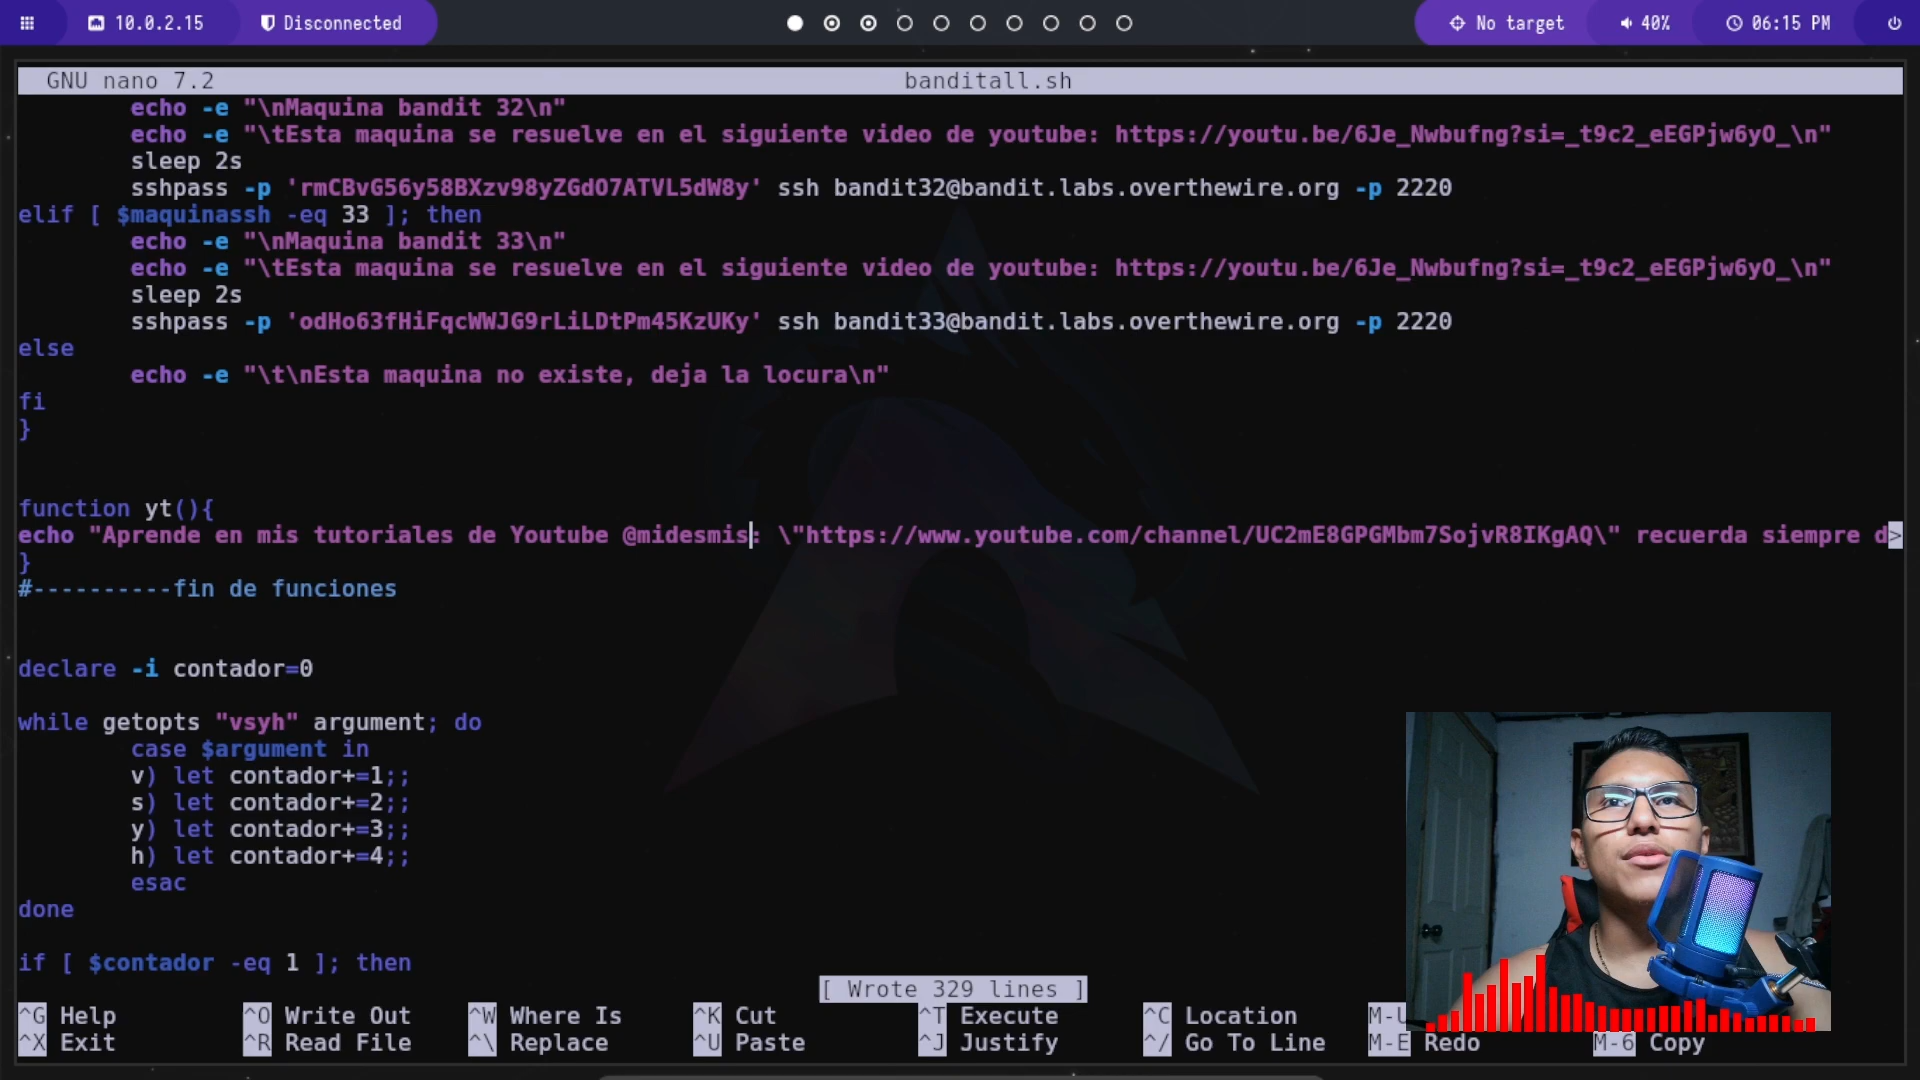 10.0.2.15
Disconnected
No target
40%
06:15 PM
GNU nano 7.2
banditall.sh
echo -e "\nMaquina bandit 32\n"
echo -e "\tEsta maquina se resuelve en el siguiente video de youtube: https://youtu.be/6Je_Nwbufng?si=_t9c2_eEGPjw6yO_\n"
sleep 2s
sshpass -p 'rmCBvG56y58BXzv98yZGdO7ATVL5dW8y' ssh bandit32@bandit.labs.overthewire.org -p 2220
elif [ $maquinassh -eq 33 ]; then
echo -e "\nMaquina bandit 33\n"
echo -e "\tEsta maquina se resuelve en el siguiente video de youtube: https://youtu.be/6Je_Nwbufng?si=_t9c2_eEGPjw6yO_\n"
sleep 2s
sshpass -p 'odHo63fHiFqcWWJG9rLiLDtPm45KzUKy' ssh bandit33@bandit.labs.overthewire.org -p 2220
else
echo -e "\t\nEsta maquina no existe, deja la locura\n"
fi
}
function yt(){
echo "Aprende en mis tutoriales de Youtube @midesmis: \"https://www.youtube.com/channel/UC2mE8GPGMbm7SojvR8IKgAQ\" recuerda siempre d>
}
#----------fin de funciones
declare -i contador=0
while getopts "vsyh" argument; do
case $argument in
v) let contador+=1;;
s) let contador+=2;;
y) let contador+=3;;
h) let contador+=4;;
esac
done
if [ $contador -eq 1 ]; then
[ Wrote 329 lines ]
^G Help ^O Write Out ^W Where Is ^K Cut ^T Execute ^C Location M-U
^X Exit ^R Read File ^\ Replace ^U Paste ^J Justify ^/ Go To Line M-E Redo M-6 Copy